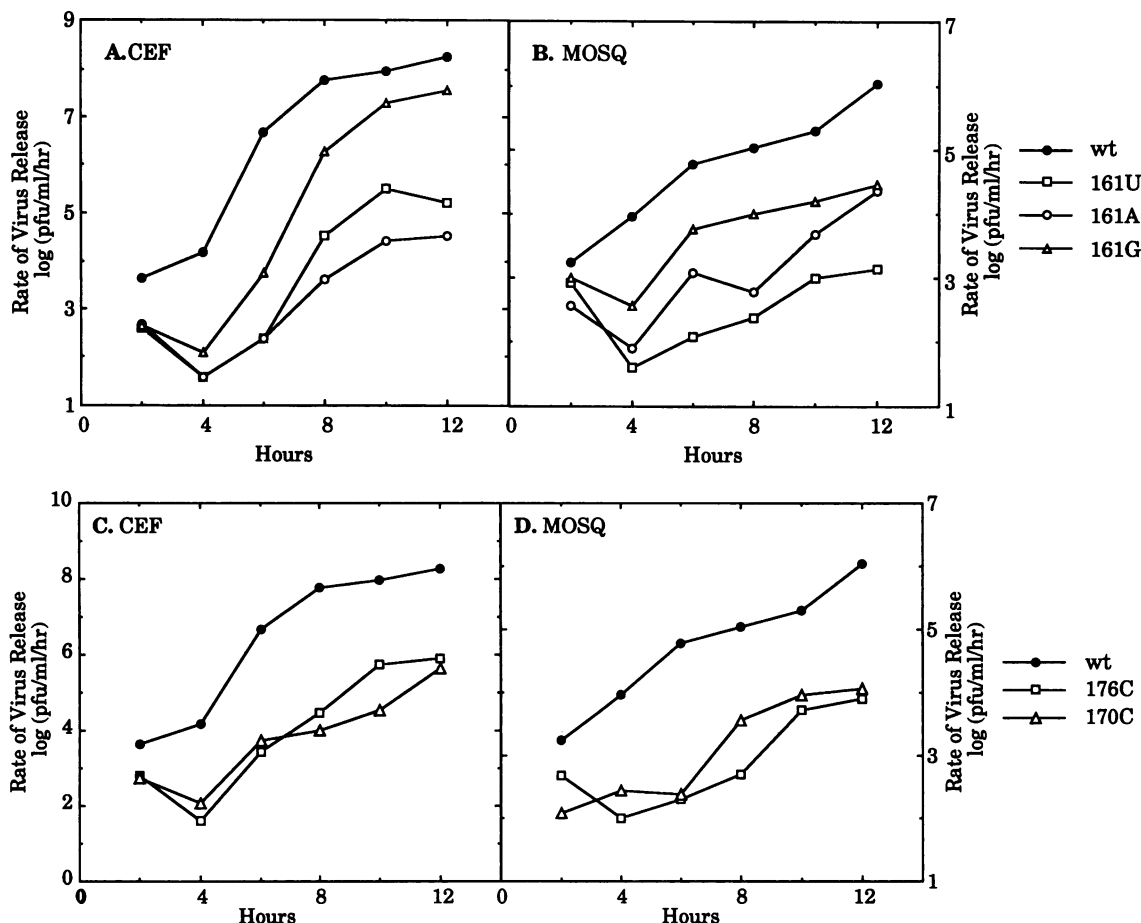 A. CEF
B. MOSQ
9
7
5
3
1
Rate of Virus Release
log (pfu/ml/hr)
0
4
8
12
Hours
0
4
8
12
Hours
7
5
3
1
Rate of Virus Release
log (pfu/ml/hr)
wt
161U
161A
161G
C. CEF
D. MOSQ
10
8
6
4
2
0
Rate of Virus Release
log (pfu/ml/hr)
0
4
8
12
Hours
0
4
8
12
Hours
7
5
3
1
Rate of Virus Release
log (pfu/ml/hr)
wt
176C
170C